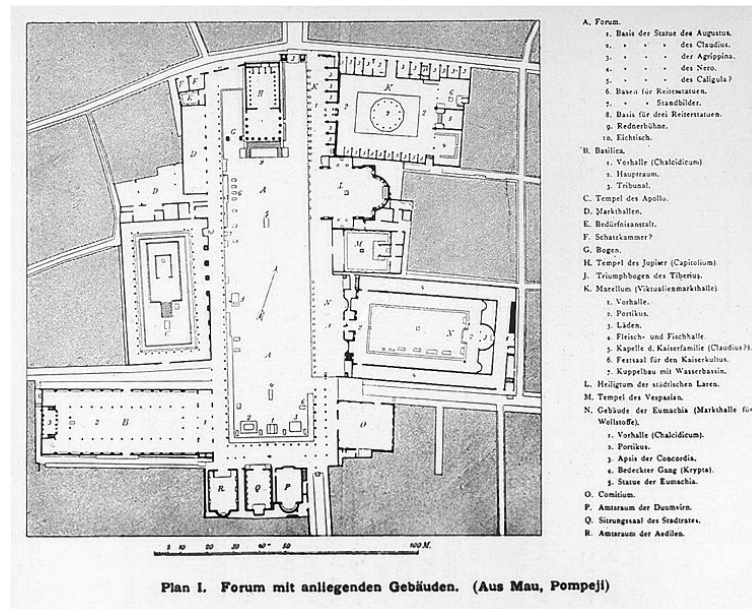 A. Forum.
1. Basis der Statue des Augustus.
2. " " " des Claudius.
3. " " " der Agrippina.
4. " " " des Nero.
5. " " " des Caligula?
6. Basen für Reiterstatuen.
7. " " Standbilder.
8. Basis für drei Reiterstatuen.
9. Rednerbühne.
10. Eichtisch.
B. Basilica.
1. Vorhalle (Chalcidicum)
2. Hauptraum.
3. Tribunal.
C. Tempel des Apollo.
D. Markthallen.
E. Bedürfnisanstalt.
F. Schatzkammer?
G. Bogen.
H. Tempel des Jupiter (Capitolium).
J. Triumphbogen des Tiberius.
K. Macellum (Viktualienmarkthalle).
1. Vorhalle.
2. Portikus.
3. Läden.
4. Fleisch- und Fischhalle.
5. Kapelle d. Kaiserfamilie (Claudius?).
6. Festsaal für den Kaiserkultus.
7. Kuppelbau mit Wasserbassin.
L. Heiligtum der städtischen Laren.
M. Tempel des Vespasian.
N. Gebäude der Eumachia (Markthalle für
Wollstoffe).
1. Vorhalle (Chalcidicum).
2. Portikus.
3. Apsis der Concordia.
4. Bedeckter Gang (Krypta).
5. Statue der Eumachia.
O. Comitium.
P. Amtsraum der Duumvirn.
Q. Sitzungssaal des Stadtrates.
R. Amtsraum der Aedilen.
F F
E
H
K
D
G
D
A
L
M
N
A
N
B
O
R Q P
5 10 20 30 40 50 100 M.
Plan I. Forum mit anliegenden Gebäuden. (Aus Mau, Pompeji)